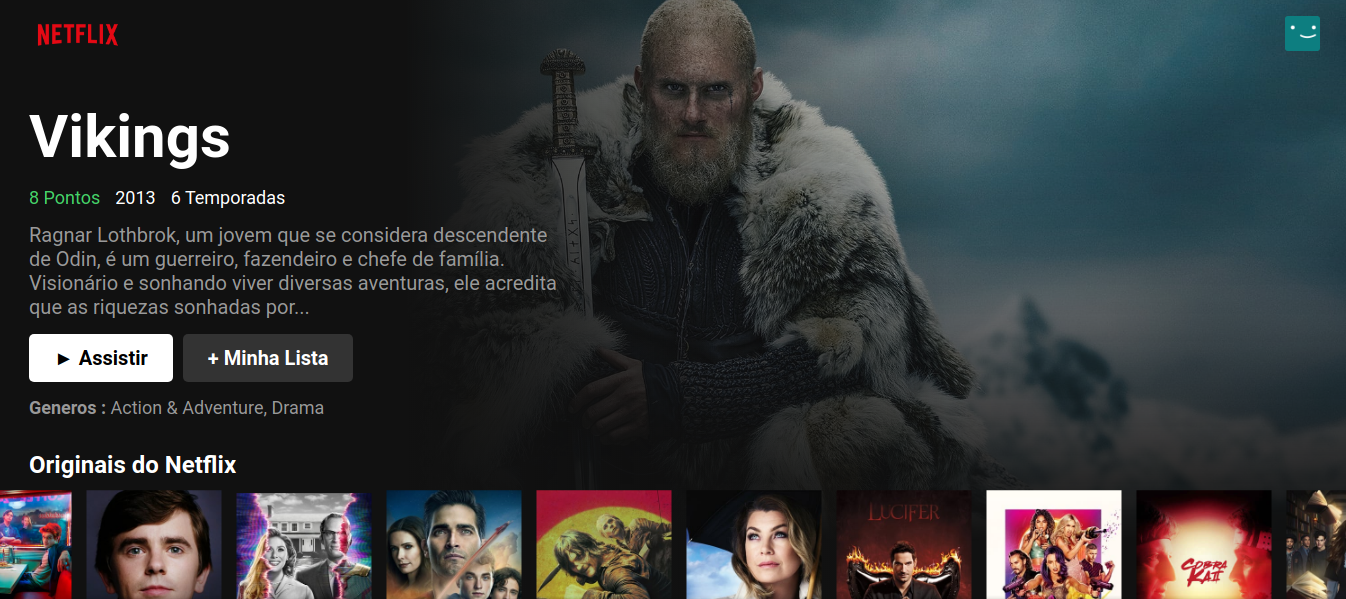 NETFLIX
Vikings
8 Pontos 2013 6 Temporadas
Ragnar Lothbrok, um jovem que se considera descendente
de Odin, é um guerreiro, fazendeiro e chefe de família.
Visionário e sonhando viver diversas aventuras, ele acredita
que as riquezas sonhadas por...
► Assistir + Minha Lista
Generos : Action & Adventure, Drama
Originais do Netflix
LUCIFER
COBRA
KAI